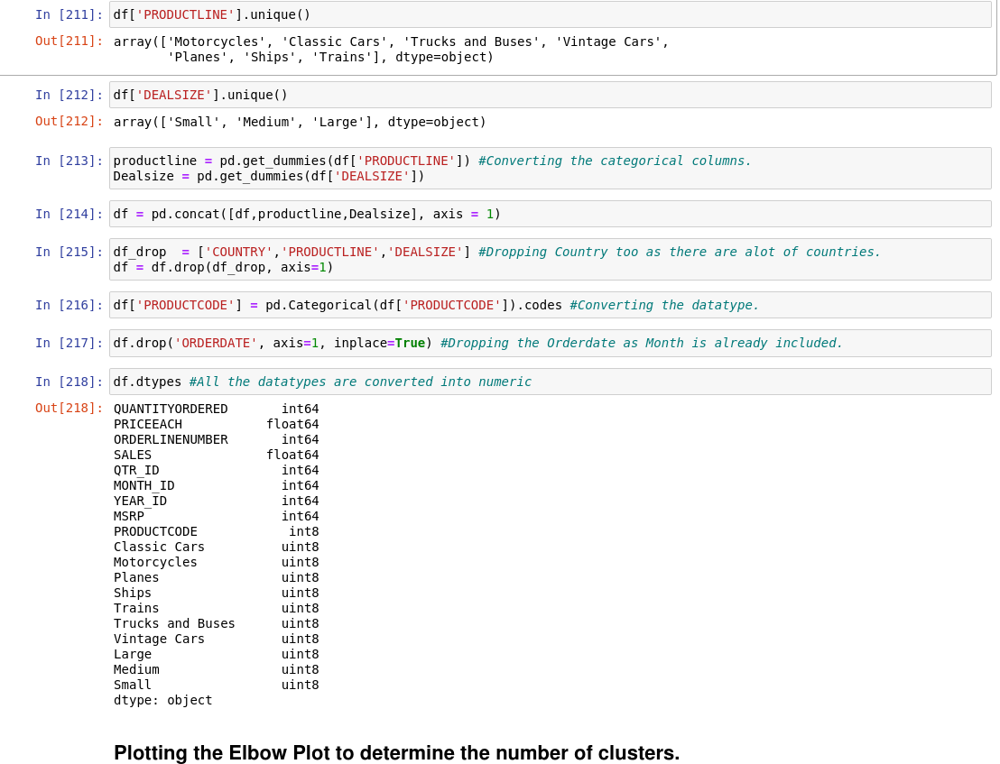 In [211]: df['PRODUCTLINE'].unique()
Out[211]: array(['Motorcycles', 'Classic Cars', 'Trucks and Buses', 'Vintage Cars',
       'Planes', 'Ships', 'Trains'], dtype=object)
In [212]: df['DEALSIZE'].unique()
Out[212]: array(['Small', 'Medium', 'Large'], dtype=object)
In [213]: productline = pd.get_dummies(df['PRODUCTLINE']) #Converting the categorical columns.
Dealsize = pd.get_dummies(df['DEALSIZE'])
In [214]: df = pd.concat([df,productline,Dealsize], axis = 1)
In [215]: df_drop  = ['COUNTRY','PRODUCTLINE','DEALSIZE'] #Dropping Country too as there are alot of countries.
df = df.drop(df_drop, axis=1)
In [216]: df['PRODUCTCODE'] = pd.Categorical(df['PRODUCTCODE']).codes #Converting the datatype.
In [217]: df.drop('ORDERDATE', axis=1, inplace=True) #Dropping the Orderdate as Month is already included.
In [218]: df.dtypes #All the datatypes are converted into numeric
Out[218]: QUANTITYORDERED       int64
PRICEEACH           float64
ORDERLINENUMBER       int64
SALES               float64
QTR_ID                int64
MONTH_ID              int64
YEAR_ID               int64
MSRP                  int64
PRODUCTCODE            int8
Classic Cars          uint8
Motorcycles           uint8
Planes                uint8
Ships                 uint8
Trains                uint8
Trucks and Buses      uint8
Vintage Cars          uint8
Large                 uint8
Medium                uint8
Small                 uint8
dtype: object
Plotting the Elbow Plot to determine the number of clusters.